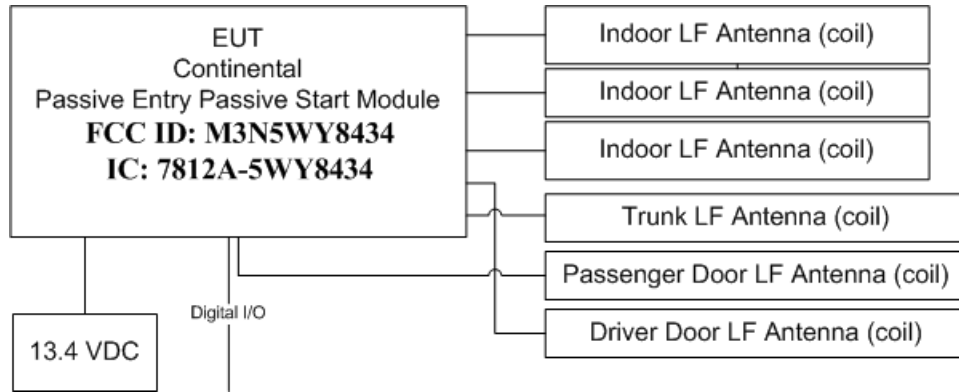 EUT
Continental
Passive Entry Passive Start Module
FCC ID: M3N5WY8434
IC: 7812A-5WY8434
Indoor LF Antenna (coil)
Indoor LF Antenna (coil)
Indoor LF Antenna (coil)
Trunk LF Antenna (coil)
Passenger Door LF Antenna (coil)
Driver Door LF Antenna (coil)
Digital I/O
13.4 VDC